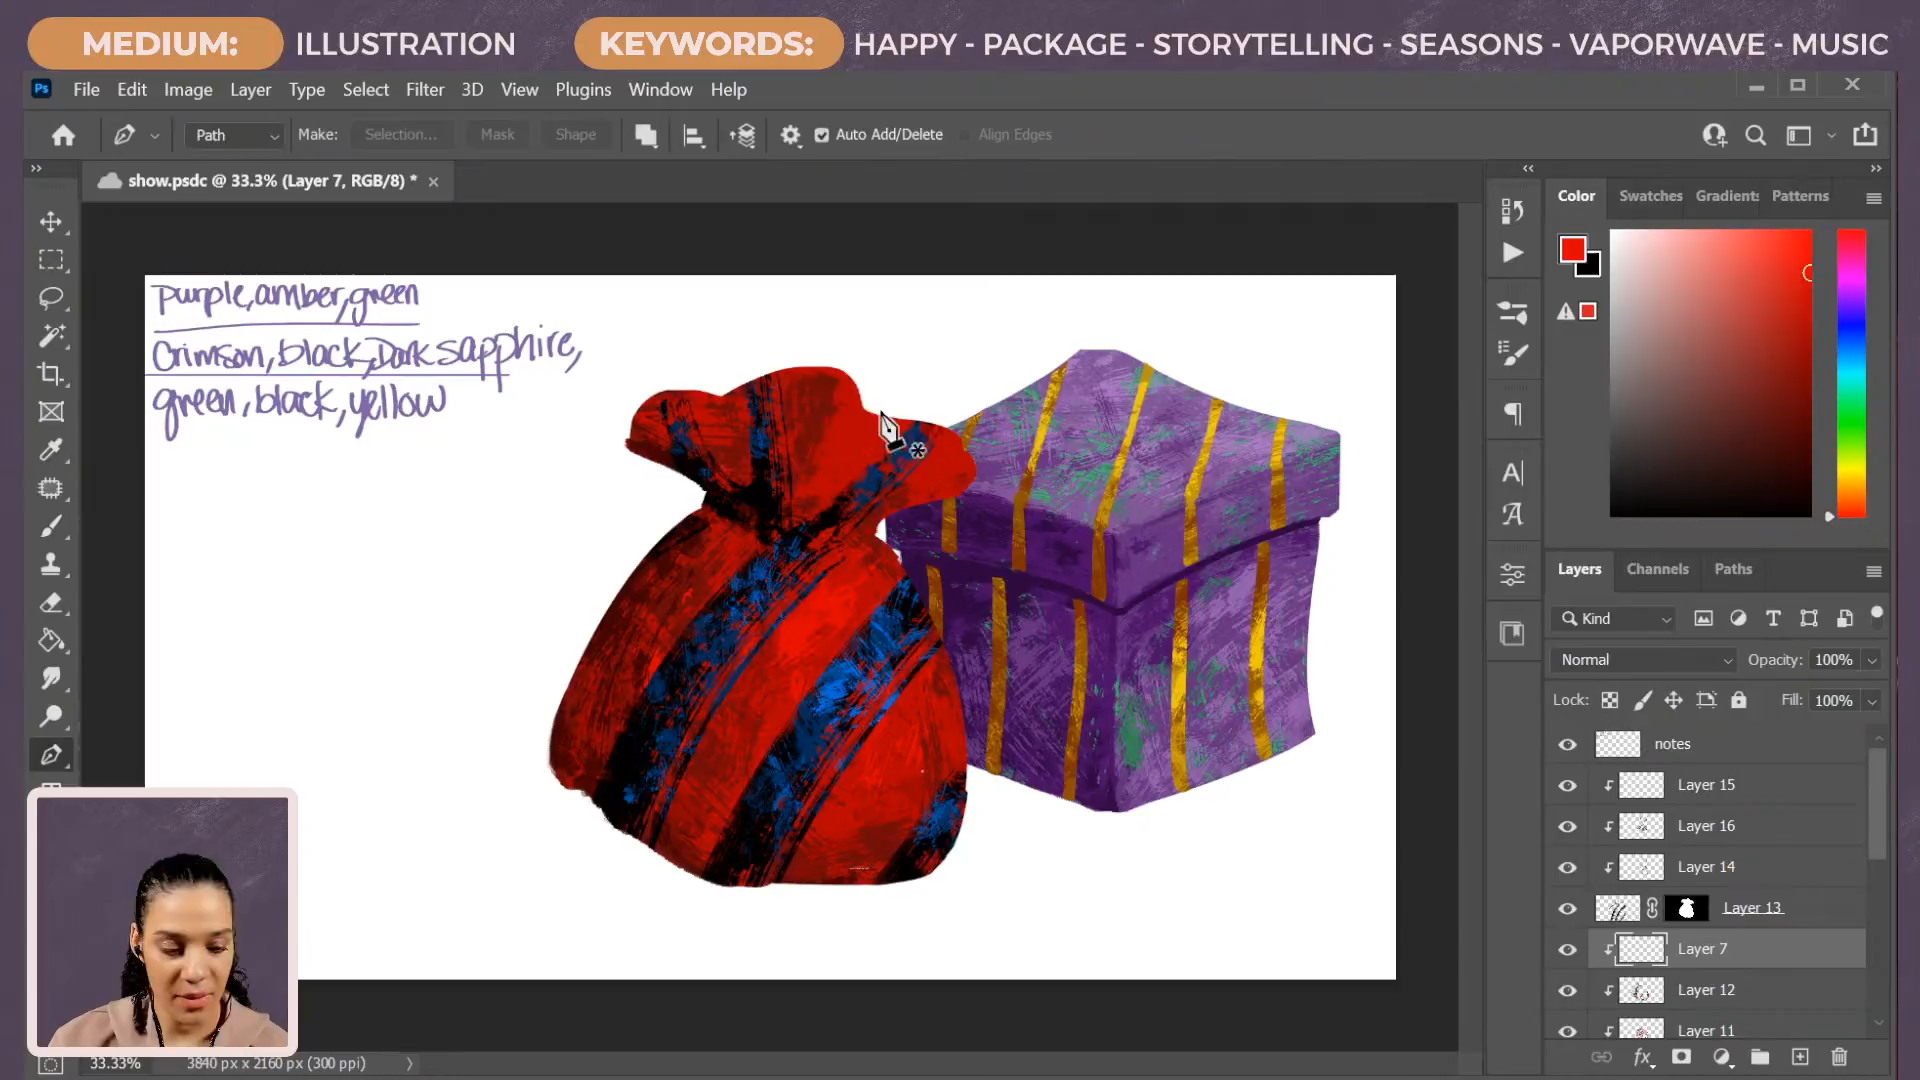 MEDIUM: ILLUSTRATION KEYWORDS: HAPPY - PACKAGE - STORYTELLING - SEASONS - VAPORWAVE - MUSIC
Ps File Edit Image Layer Type Select Filter 3D View Plugins Window Help
Path Make: Selection... Mask Shape Auto Add/Delete Align Edges
show.psdc @ 33.3% (Layer 7, RGB/8) *
Color Swatches Gradients Patterns
purple, amber, green
Crimson, black, Dark sapphire,
green, black, yellow
Layers Channels Paths
Kind
Normal Opacity: 100%
Lock: Fill: 100%
notes
Layer 15
Layer 16
Layer 14
Layer 13
Layer 7
Layer 12
Layer 11
33.33% 3840 px x 2160 px (300 ppi)